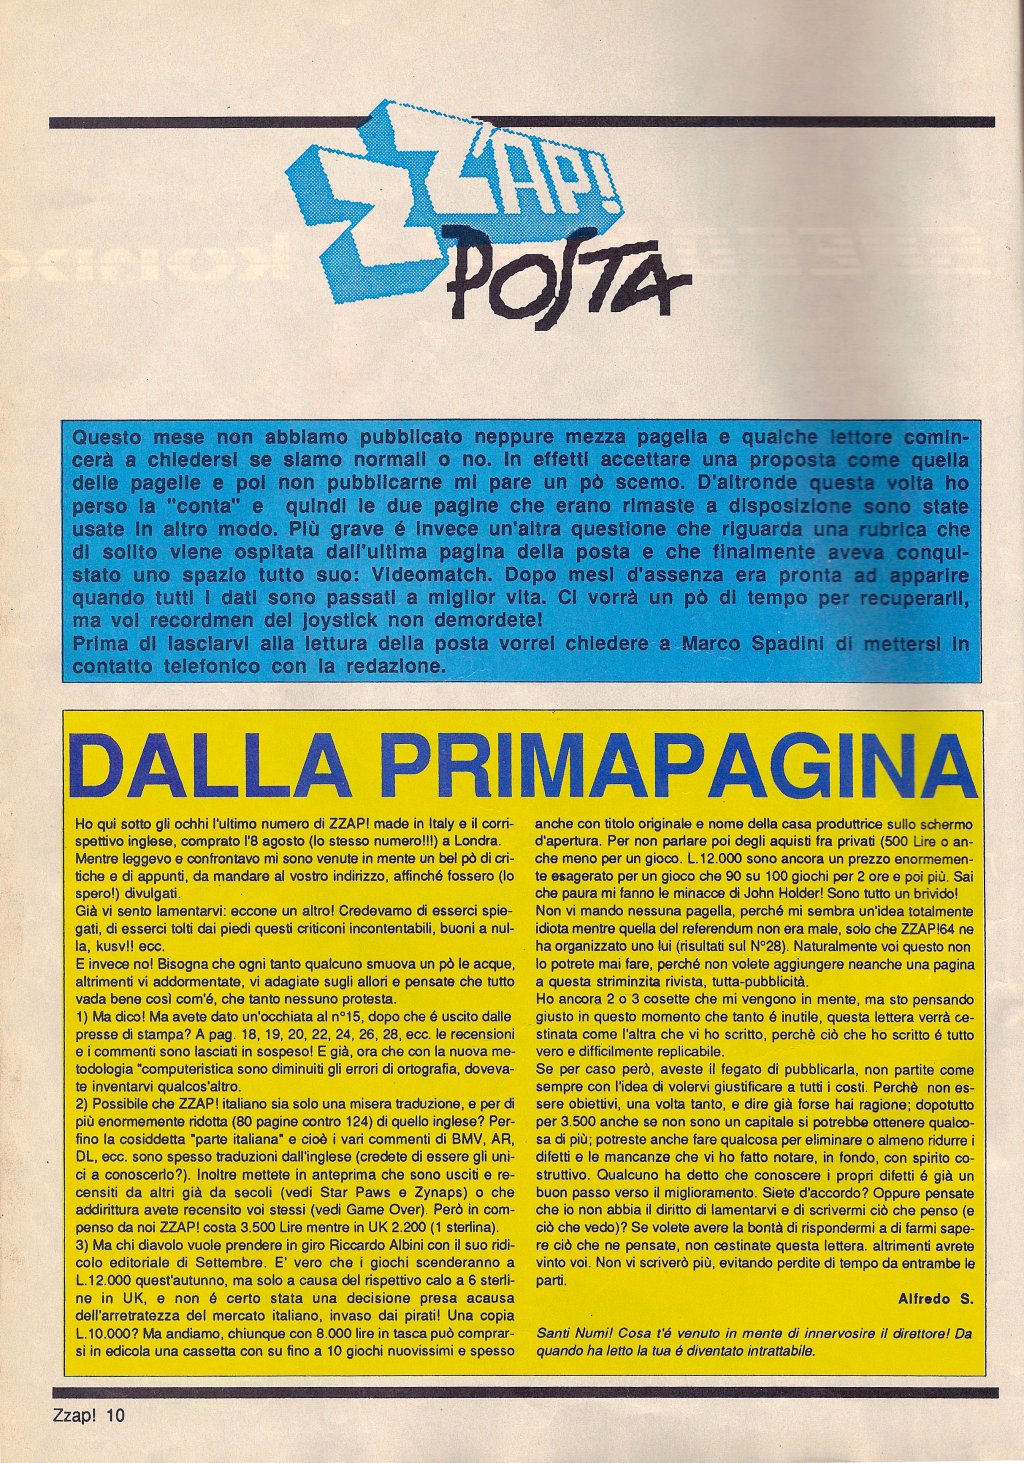 ZZAP!
POSTA
Questo mese non abbiamo pubblicato neppure mezza pagella e qualche lettore comin-
cerà a chiedersi se siamo normali o no. In effetti accettare una proposta come quella
delle pagelle e poi non pubblicarne mi pare un pò scemo. D'altronde questa volta ho
perso la "conta" e quindi le due pagine che erano rimaste a disposizione sono state
usate in altro modo. Più grave é invece un'altra questione che riguarda una rubrica che
di solito viene ospitata dall'ultima pagina della posta e che finalmente aveva conqui-
stato uno spazio tutto suo: Videomatch. Dopo mesi d'assenza era pronta ad apparire
quando tutti i dati sono passati a miglior vita. Ci vorrà un pò di tempo per recuperarli,
ma voi recordmen del joystick non demordete!
Prima di lasciarvi alla lettura della posta vorrei chiedere a Marco Spadini di mettersi in
contatto telefonico con la redazione.
DALLA PRIMAPAGINA
Ho qui sotto gli ochhi l'ultimo numero di ZZAP! made in Italy e il corri-
spettivo inglese, comprato l'8 agosto (lo stesso numero!!!) a Londra.
Mentre leggevo e confrontavo mi sono venute in mente un bel pò di cri-
tiche e di appunti, da mandare al vostro indirizzo, affinché fossero (lo
spero!) divulgati.
Già vi sento lamentarvi: eccone un altro! Credevamo di esserci spie-
gati, di esserci tolti dai piedi questi criticoni incontentabili, buoni a nul-
la, kusv!! ecc.
E invece no! Bisogna che ogni tanto qualcuno smuova un pò le acque,
altrimenti vi addormentate, vi adagiate sugli allori e pensate che tutto
vada bene così com'é, che tanto nessuno protesta.
1) Ma dico! Ma avete dato un'occhiata al n°15, dopo che é uscito dalle
presse di stampa? A pag. 18, 19, 20, 22, 24, 26, 28, ecc. le recensioni
e i commenti sono lasciati in sospeso! E già, ora che con la nuova me-
todologia "computeristica sono diminuiti gli errori di ortografia, doveva-
te inventarvi qualcos'altro.
2) Possibile che ZZAP! italiano sia solo una misera traduzione, e per di
più enormemente ridotta (80 pagine contro 124) di quello inglese? Per-
fino la cosiddetta "parte italiana" e cioè i vari commenti di BMV, AR,
DL, ecc. sono spesso traduzioni dall'inglese (credete di essere gli uni-
ci a conoscerlo?). Inoltre mettete in anteprima che sono usciti e re-
censiti da altri già da secoli (vedi Star Paws e Zynaps) o che
addirittura avete recensito voi stessi (vedi Game Over). Però in com-
penso da noi ZZAP! costa 3.500 Lire mentre in UK 2.200 (1 sterlina).
3) Ma chi diavolo vuole prendere in giro Riccardo Albini con il suo ridi-
colo editoriale di Settembre. E' vero che i giochi scenderanno a
L.12.000 quest'autunno, ma solo a causa del rispettivo calo a 6 sterli-
ne in UK, e non é certo stata una decisione presa acausa
dell'arretratezza del mercato italiano, invaso dai pirati! Una copia
L.10.000? Ma andiamo, chiunque con 8.000 lire in tasca può comprar-
si in edicola una cassetta con su fino a 10 giochi nuovissimi e spesso
anche con titolo originale e nome della casa produttrice sullo schermo
d'apertura. Per non parlare poi degli aquisti fra privati (500 Lire o an-
che meno per un gioco. L.12.000 sono ancora un prezzo enormemen-
te esagerato per un gioco che 90 su 100 giochi per 2 ore e poi più. Sai
che paura mi fanno le minacce di John Holder! Sono tutto un brivido!
Non vi mando nessuna pagella, perché mi sembra un'idea totalmente
idiota mentre quella del referendum non era male, solo che ZZAP!64 ne
ha organizzato uno lui (risultati sul N°28). Naturalmente voi questo non
lo potrete mai fare, perché non volete aggiungere neanche una pagina
a questa striminzita rivista, tutta-pubblicità.
Ho ancora 2 o 3 cosette che mi vengono in mente, ma sto pensando
giusto in questo momento che tanto é inutile, questa lettera verrà ce-
stinata come l'altra che vi ho scritto, perchè ciò che ho scritto é tutto
vero e difficilmente replicabile.
Se per caso però, aveste il fegato di pubblicarla, non partite come
sempre con l'idea di volervi giustificare a tutti i costi. Perchè non es-
sere obiettivi, una volta tanto, e dire già forse hai ragione; dopotutto
per 3.500 anche se non sono un capitale si potrebbe ottenere qualco-
sa di più; potreste anche fare qualcosa per eliminare o almeno ridurre i
difetti e le mancanze che vi ho fatto notare, in fondo, con spirito co-
struttivo. Qualcuno ha detto che conoscere i propri difetti é già un
buon passo verso il miglioramento. Siete d'accordo? Oppure pensate
che io non abbia il diritto di lamentarvi e di scrivermi ciò che penso (e
ciò che vedo)? Se volete avere la bontà di rispondermi a di farmi sape-
re ciò che ne pensate, non cestinate questa lettera. altrimenti avrete
vinto voi. Non vi scriverò più, evitando perdite di tempo da entrambe le
parti.
Alfredo S.
Santi Numi! Cosa t'é venuto in mente di innervosire il direttore! Da
quando ha letto la tua é diventato intrattabile.
Zzap! 10